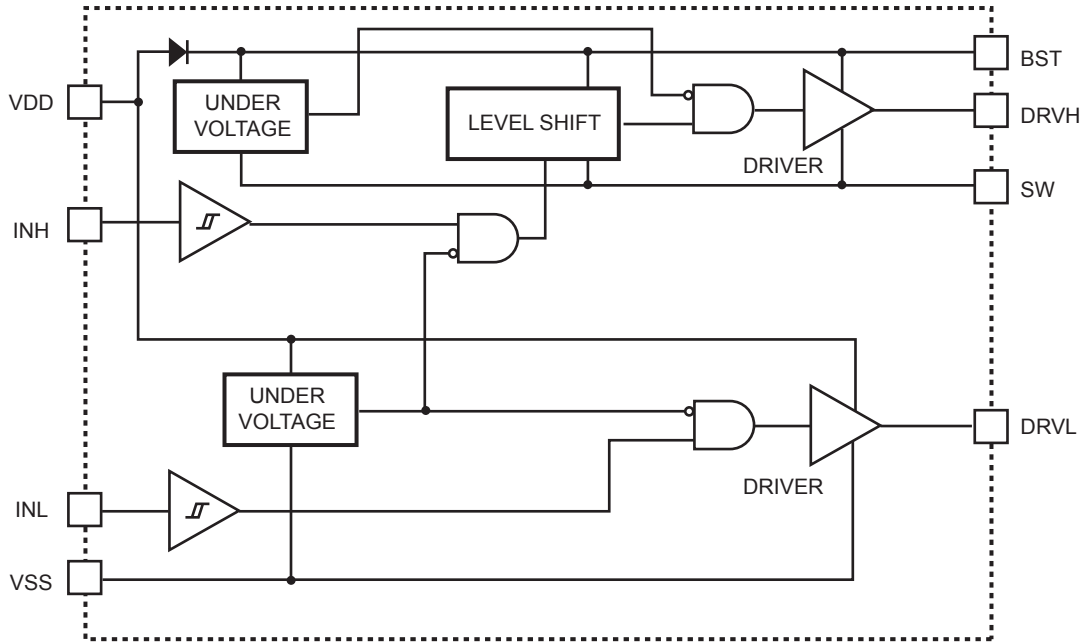 BST
VDD
UNDER
VOLTAGE
LEVEL SHIFT
DRVH
DRIVER
SW
INH
UNDER
VOLTAGE
DRVL
DRIVER
INL
VSS